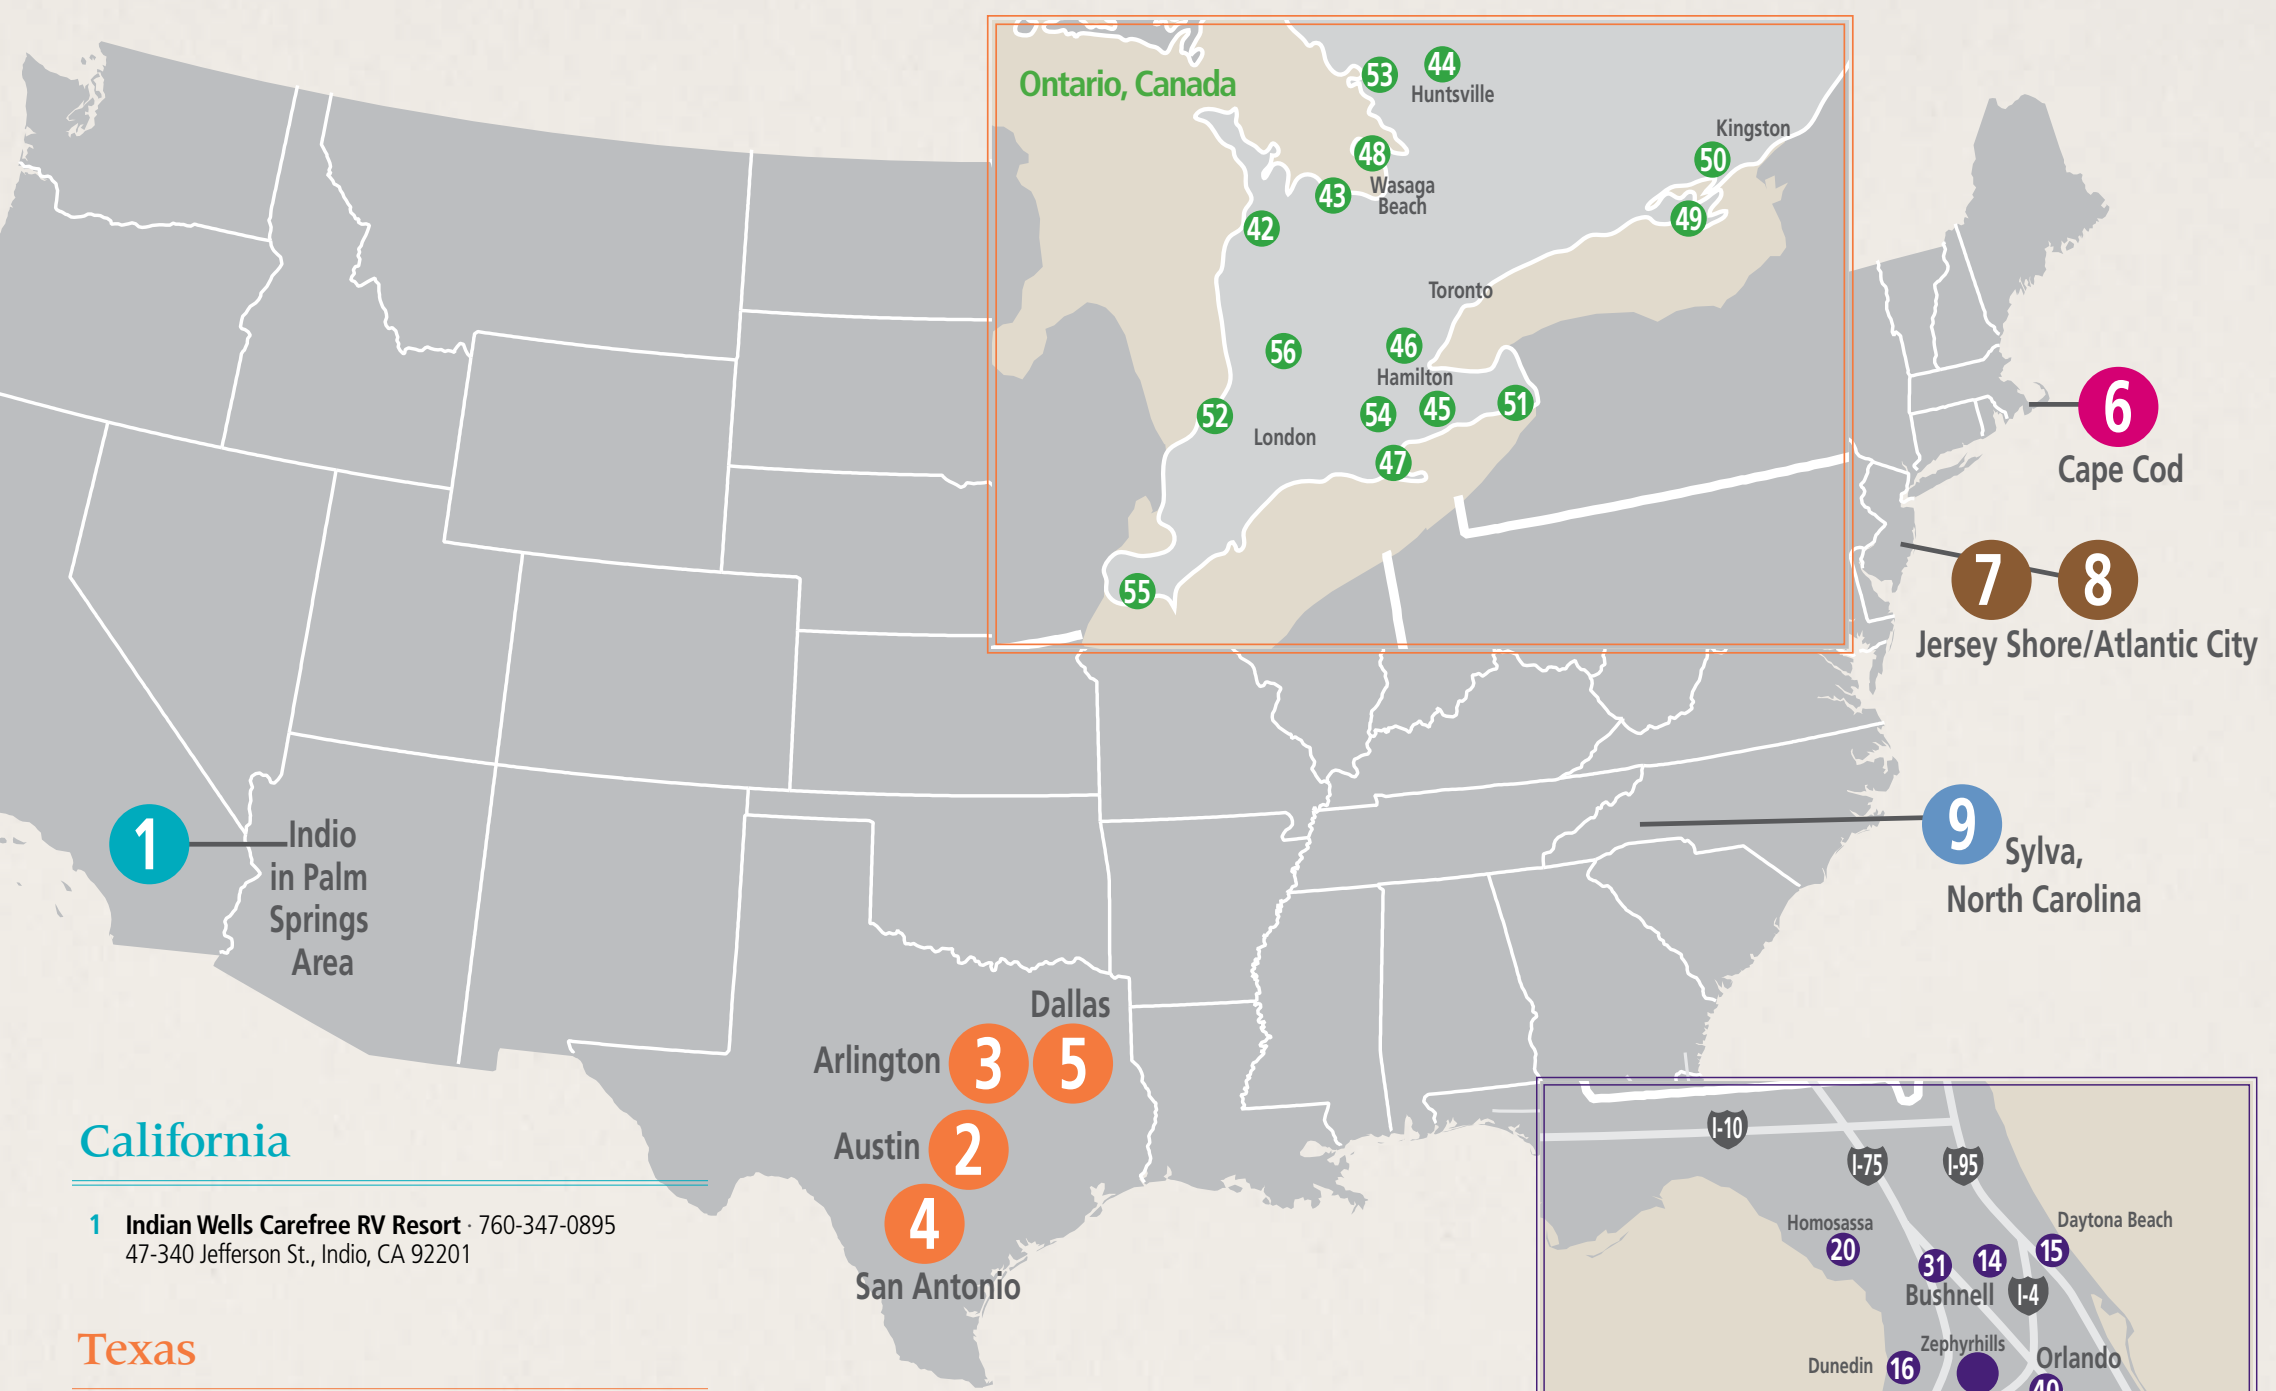 Ontario, Canada
53
44
Huntsville
Kingston
50
48
Wasaga
Beach
43
49
42
Toronto
56
46
Hamilton
52
54
45
51
London
47
55
6
Cape Cod
7
8
Jersey Shore/Atlantic City
1
Indio
in Palm
Springs
Area
9
Sylva,
North Carolina
Dallas
Arlington
3
5
Austin
2
4
San Antonio
California
1 Indian Wells Carefree RV Resort · 760-347-0895
47-340 Jefferson St., Indio, CA 92201
Texas
I-10
I-75
I-95
Homosassa
20
Daytona Beach
15
31
14
Bushnell
I-4
Zephyrhills
Dunedin
16
Orlando
40